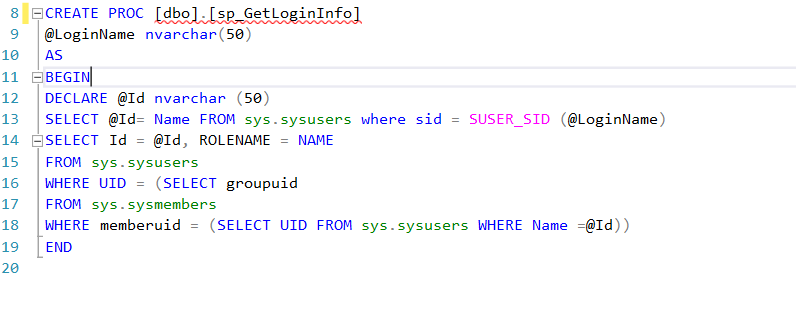 8 CREATE PROC [dbo].[sp_GetLoginInfo]
9 @LoginName nvarchar(50)
10 AS
11 BEGIN
12 DECLARE @Id nvarchar (50)
13 SELECT @Id= Name FROM sys.sysusers where sid = SUSER_SID (@LoginName)
14 SELECT Id = @Id, ROLENAME = NAME
15 FROM sys.sysusers
16 WHERE UID = (SELECT groupuid
17 FROM sys.sysmembers
18 WHERE memberuid = (SELECT UID FROM sys.sysusers WHERE Name =@Id))
19 END
20